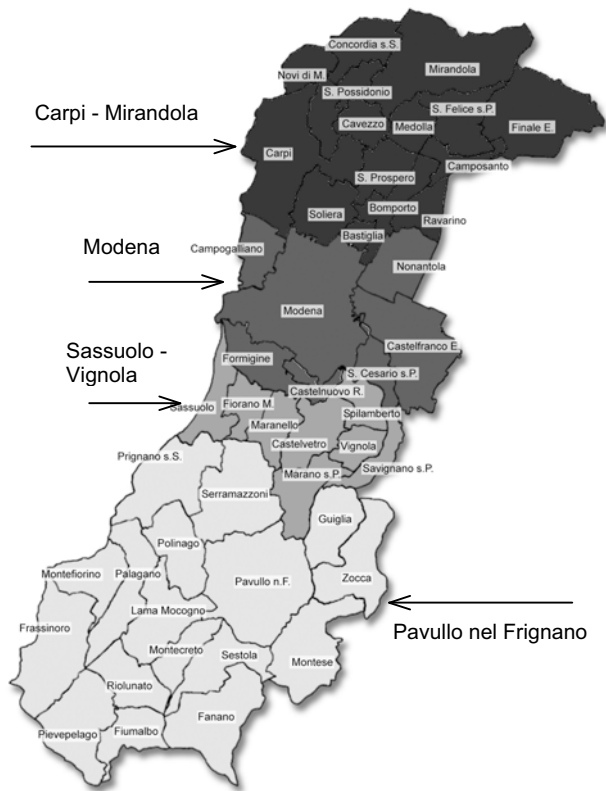 Concordia s.S.
Novi di M.
Mirandola
S. Possidonio
S. Felice s.P.
Carpi - Mirandola
Cavezzo
Medolla
Finale E.
Carpi
Camposanto
S. Prospero
Soliera
Bomporto
Ravarino
Bastiglia
Campogalliano
Modena
Nonantola
Modena
Castelfranco E.
Sassuolo -
Vignola
Formigine
S. Cesario s.P.
Castelnuovo R.
Sassuolo
Fiorano M.
Spilamberto
Maranello
Castelvetro
Vignola
Prignano s.S.
Marano s.P.
Savignano s.P.
Serramazzoni
Guiglia
Polinago
Montefiorino
Palagano
Pavullo n.F.
Zocca
Lama Mocogno
Frassinoro
Pavullo nel Frignano
Montecreto
Sestola
Montese
Riolunato
Fanano
Pievepelago
Fiumalbo